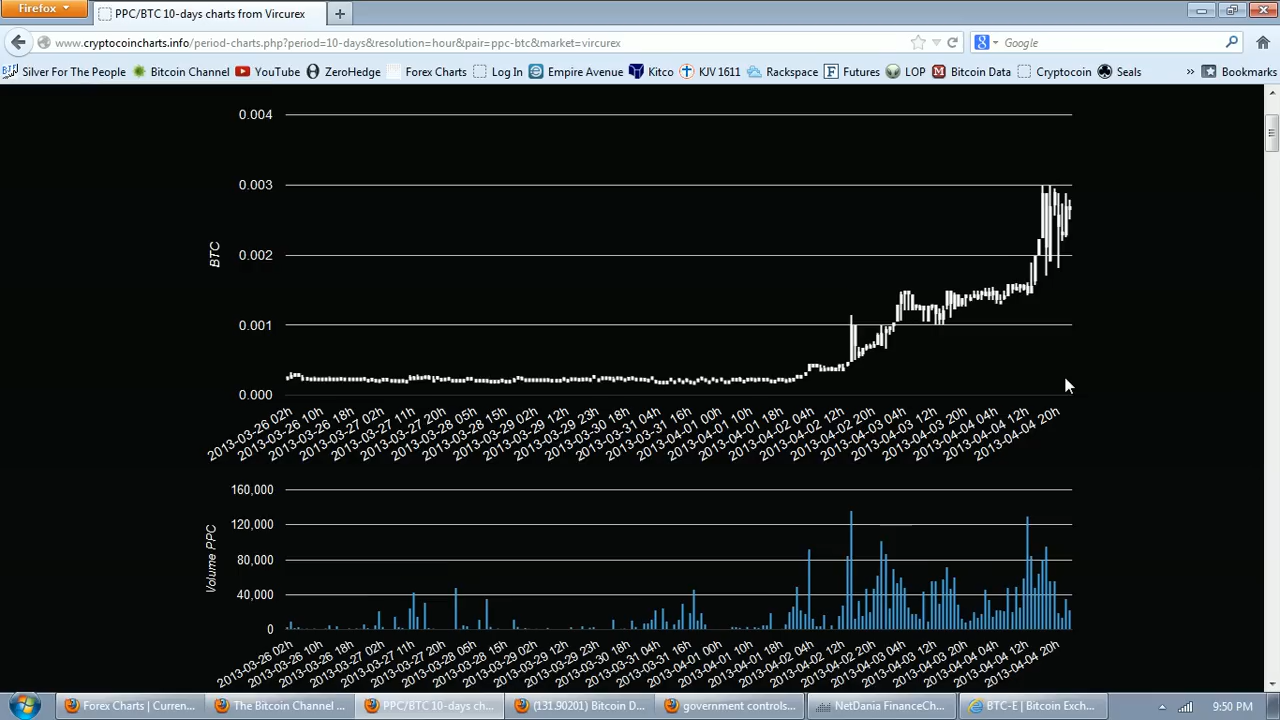 Firefox
PPC/BTC 10-days charts from Vircurex
www.cryptocoincharts.info/period-charts.php?period=10-days&resolution=hour&pair=ppc-btc&market=vircurex
Google
Silver For The People
Bitcoin Channel
YouTube
ZeroHedge
Forex Charts
Log In
Empire Avenue
Kitco
KJV 1611
Rackspace
Futures
LOP
Bitcoin Data
Cryptocoin
Seals
»
Bookmarks
0.004
0.003
0.002
0.001
0.000
BTC
2013-03-26 02h
2013-03-26 10h
2013-03-26 18h
2013-03-27 02h
2013-03-27 11h
2013-03-27 20h
2013-03-28 05h
2013-03-28 15h
2013-03-29 02h
2013-03-29 12h
2013-03-29 23h
2013-03-30 18h
2013-03-31 04h
2013-03-31 16h
2013-04-01 00h
2013-04-01 10h
2013-04-01 18h
2013-04-02 04h
2013-04-02 12h
2013-04-02 20h
2013-04-03 04h
2013-04-03 12h
2013-04-03 20h
2013-04-04 04h
2013-04-04 12h
2013-04-04 20h
160,000
120,000
80,000
40,000
0
Volume PPC
2013-03-26 02h
2013-03-26 10h
2013-03-26 18h
2013-03-27 02h
2013-03-27 11h
2013-03-27 20h
2013-03-28 05h
2013-03-28 15h
2013-03-29 02h
2013-03-29 12h
2013-03-29 23h
2013-03-30 18h
2013-03-31 04h
2013-03-31 16h
2013-04-01 00h
2013-04-01 10h
2013-04-01 18h
2013-04-02 04h
2013-04-02 12h
2013-04-02 20h
2013-04-03 04h
2013-04-03 12h
2013-04-03 20h
2013-04-04 04h
2013-04-04 12h
2013-04-04 20h
Forex Charts | Curren...
The Bitcoin Channel ...
PPC/BTC 10-days ch...
(131.90201) Bitcoin D...
government controls...
NetDania FinanceCh...
BTC-E | Bitcoin Exch...
9:50 PM